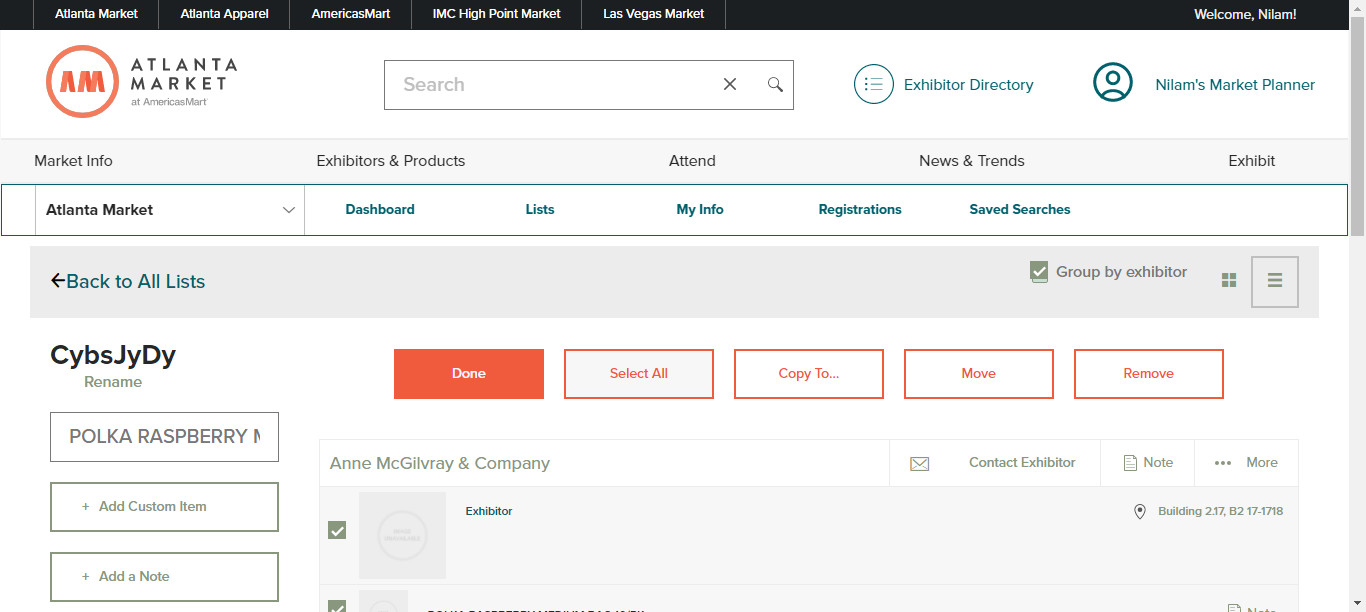 Atlanta Market Atlanta Apparel AmericasMart IMC High Point Market Las Vegas Market Welcome, Nilam!
ATLANTA
MARKET
at AmericasMart
AM
Search
Exhibitor Directory
Nilam's Market Planner
Market Info Exhibitors & Products Attend News & Trends Exhibit
Atlanta Market Dashboard Lists My Info Registrations Saved Searches
Back to All Lists
Group by exhibitor
CybsJyDy
Rename
Done Select All Copy To... Move Remove
POLKA RASPBERRY
+ Add Custom Item
+ Add a Note
Anne McGilvray & Company Contact Exhibitor Note More
Exhibitor Building 2.17, B2 17-1718
Note